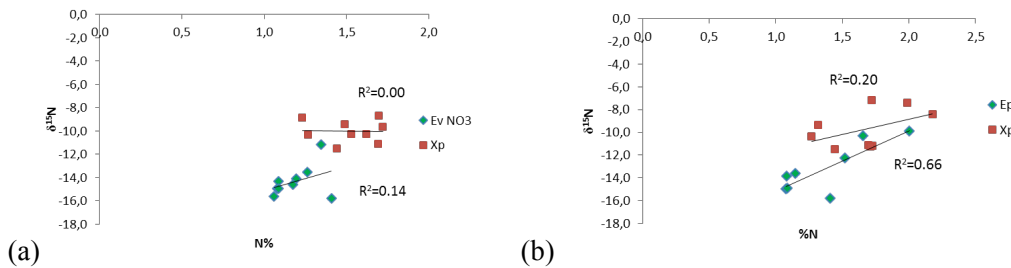 0,0
0,0 0,5 1,0 1,5 2,0
-2,0
-4,0
-6,0
-8,0
-10,0
-12,0
-14,0
-16,0
-18,0
δ¹⁵N
R²=0.00
R²=0.14
Ev NO3
Xp
N%
(a)
0,0
0,0 0,5 1,0 1,5 2,0 2,5
-2,0
-4,0
-6,0
-8,0
-10,0
-12,0
-14,0
-16,0
-18,0
δ¹⁵N
R²=0.20
R²=0.66
Ep
Xp
%N
(b)